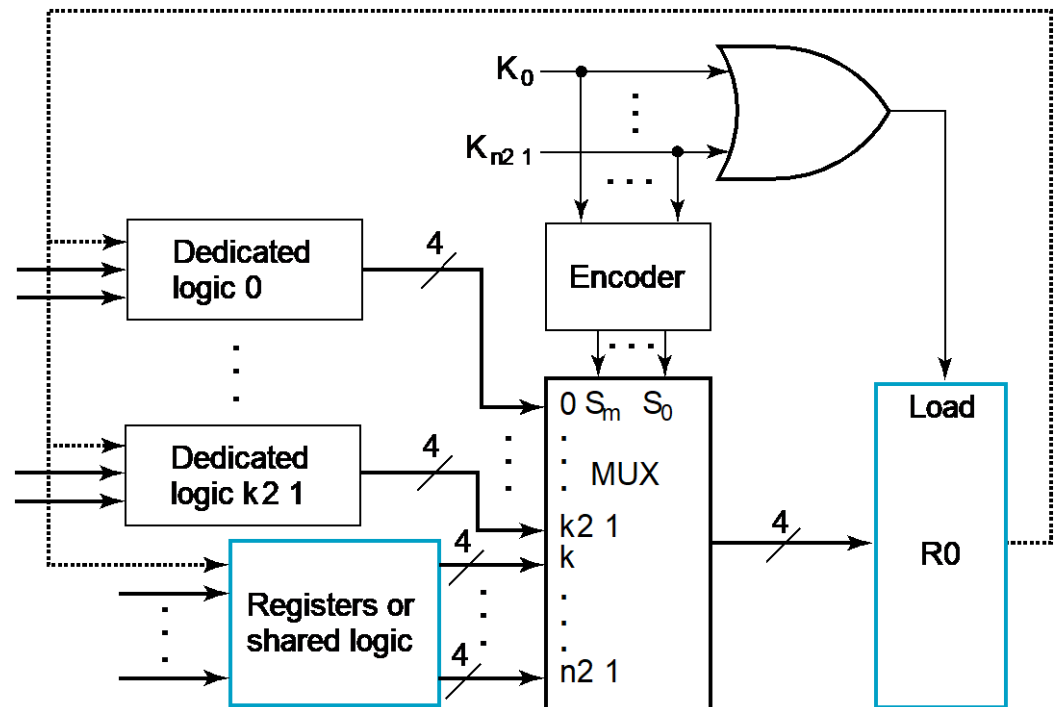 K0
Kn2 1
4
Dedicated
logic 0
Encoder
0 Sm S0
Load
4
Dedicated
logic k2 1
MUX
k2 1
4
R0
4
k
Registers or
shared logic
4
n2 1